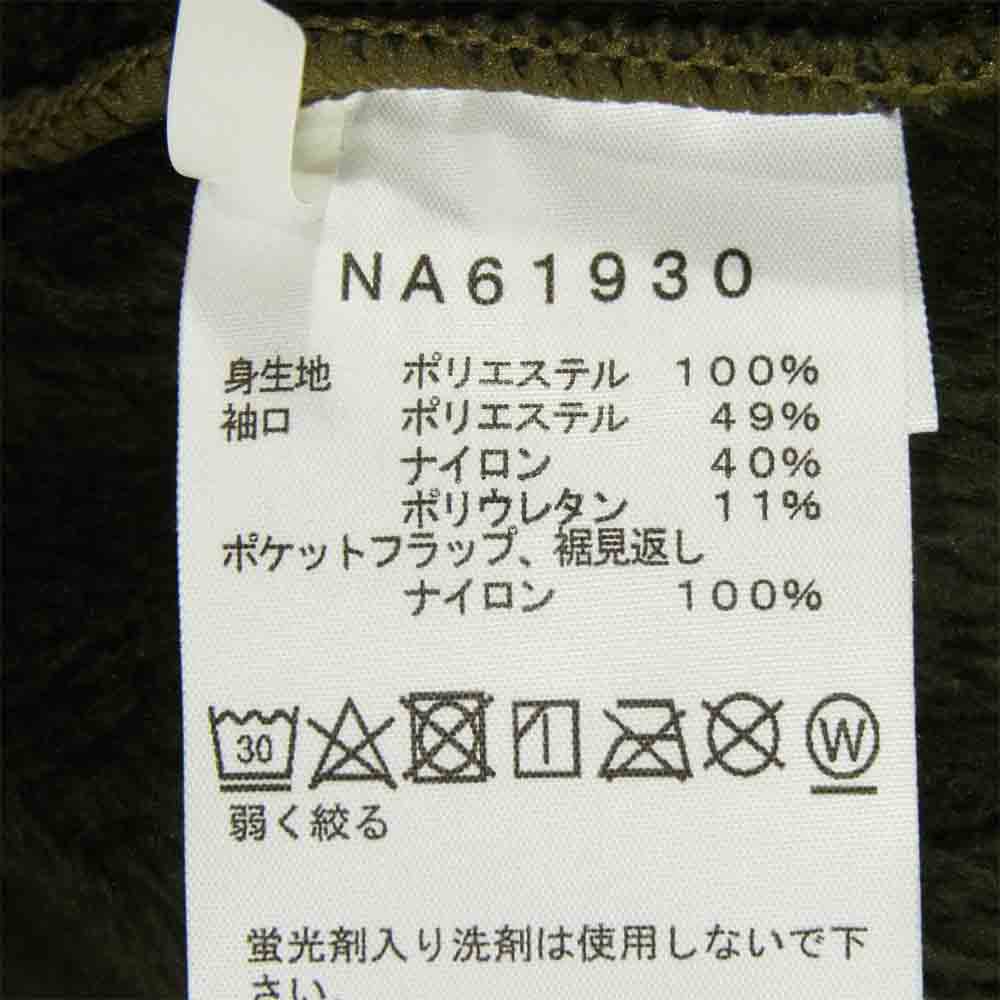 NA61930
身生地 ポリエステル 100%
袖口 ポリエステル 49%
ナイロン 40%
ポリウレタン 11%
ポケットフラップ、裾見返し
ナイロン 100%
30 W
弱く絞る
蛍光剤入り洗剤は使用しないで下
さい。